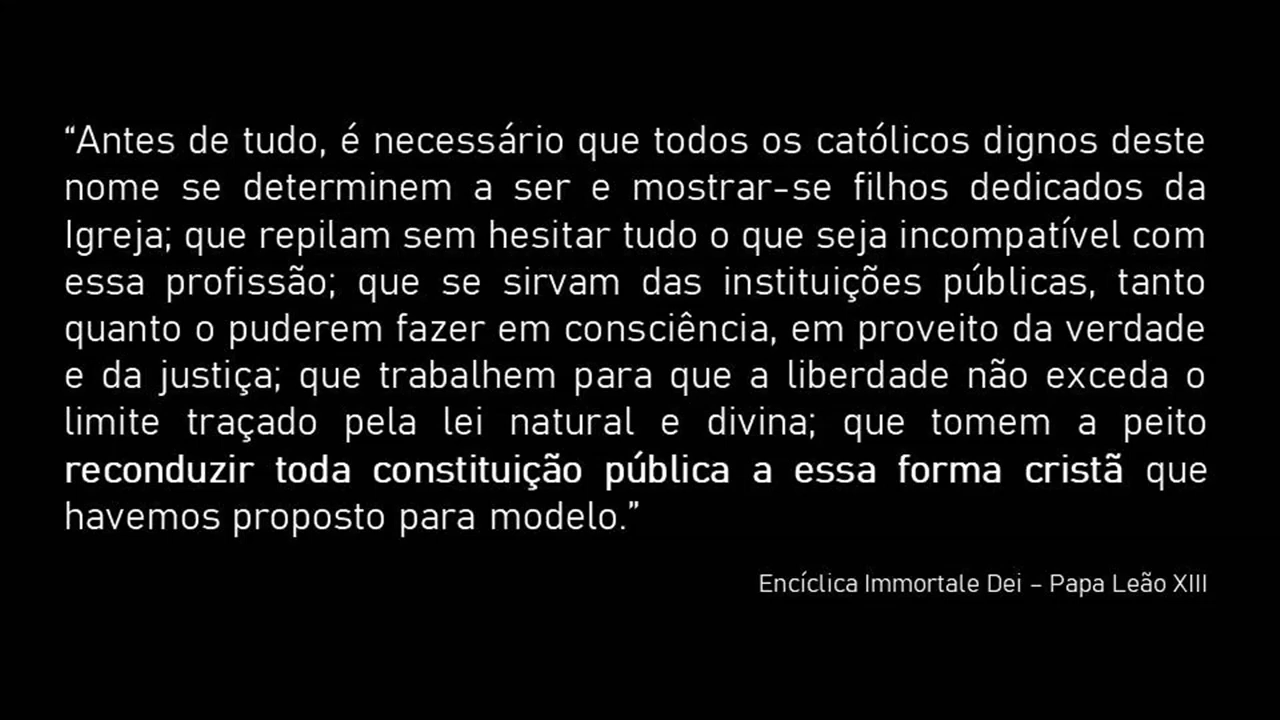 “Antes de tudo, é necessário que todos os católicos dignos deste
nome se determinem a ser e mostrar-se filhos dedicados da
Igreja; que repilam sem hesitar tudo o que seja incompatível com
essa profissão; que se sirvam das instituições públicas, tanto
quanto o puderem fazer em consciência, em proveito da verdade
e da justiça; que trabalhem para que a liberdade não exceda o
limite traçado pela lei natural e divina; que tomem a peito
reconduzir toda constituição pública a essa forma cristã que
havemos proposto para modelo.”
Encíclica Immortale Dei – Papa Leão XIII